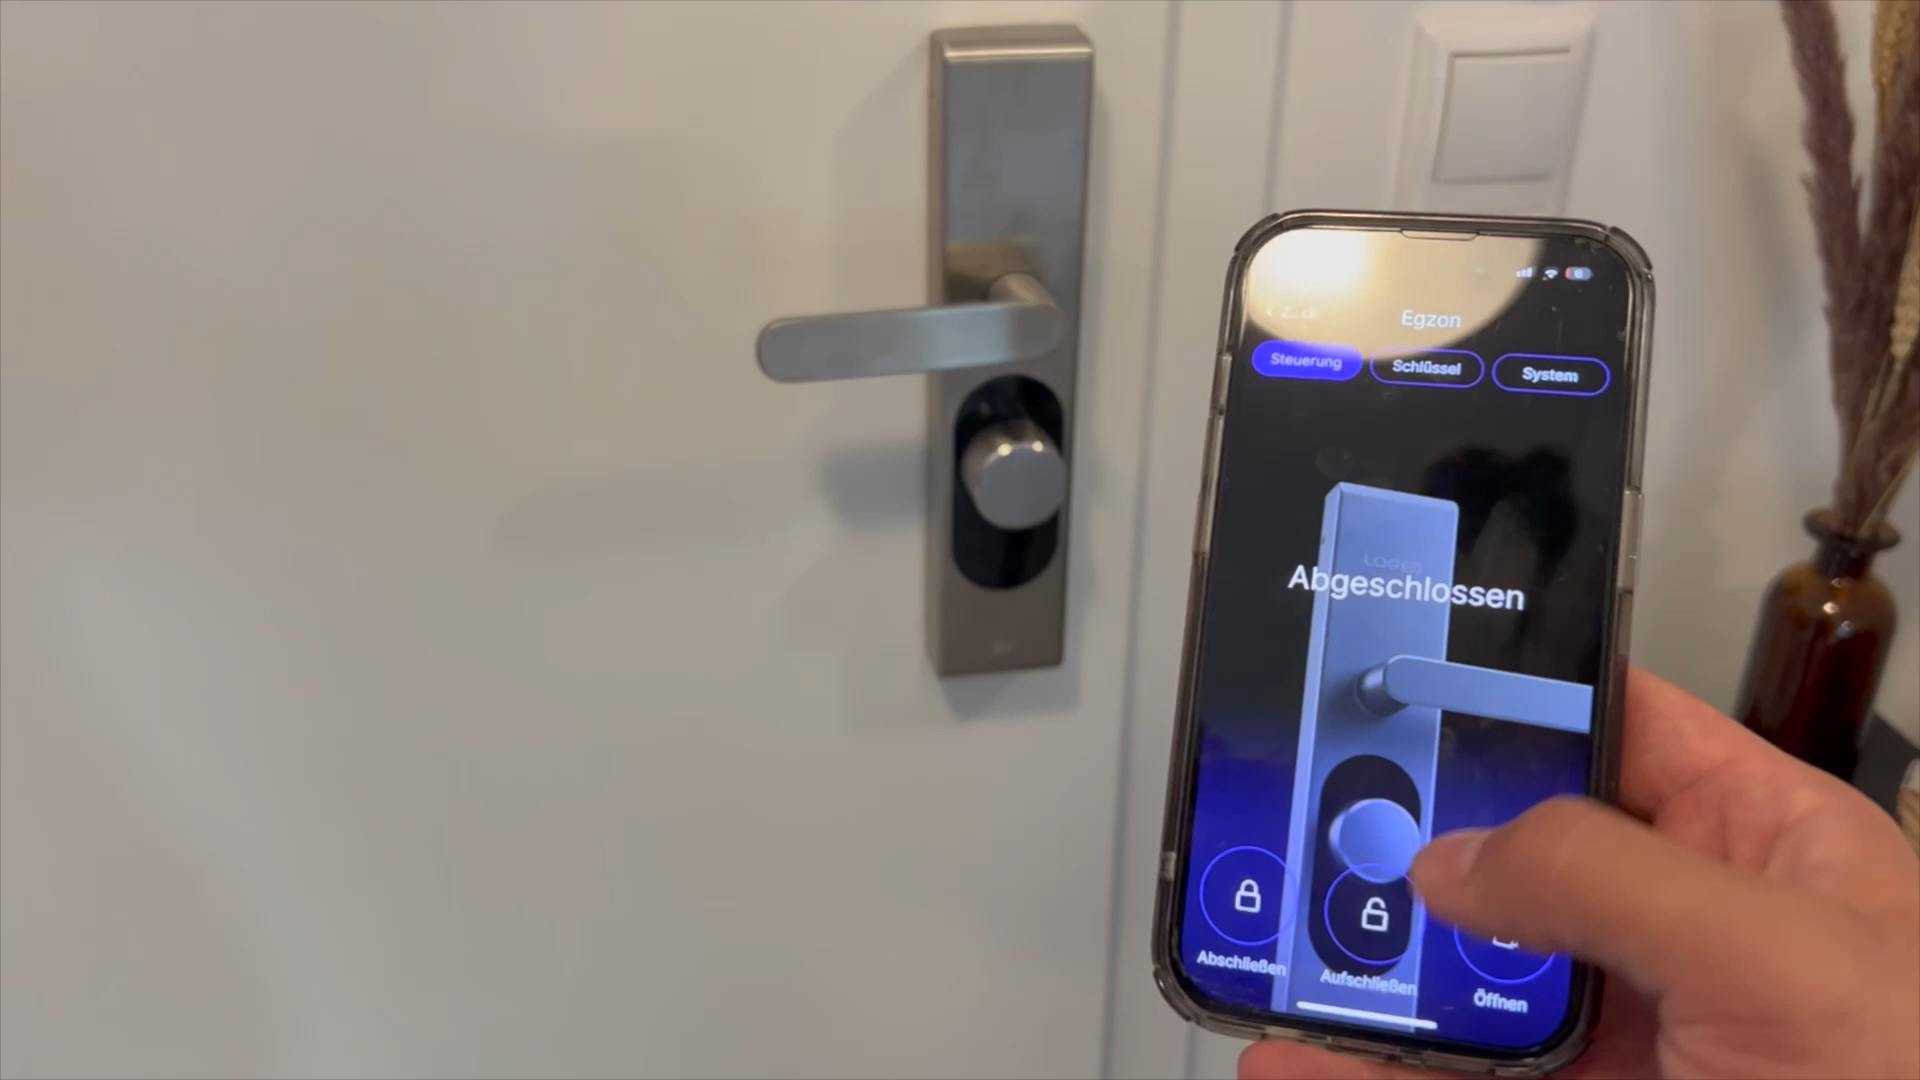 Egzon
Steuerung
Schlüssel
System
Abgeschlossen
Abschließen
Aufschließen
Öffnen